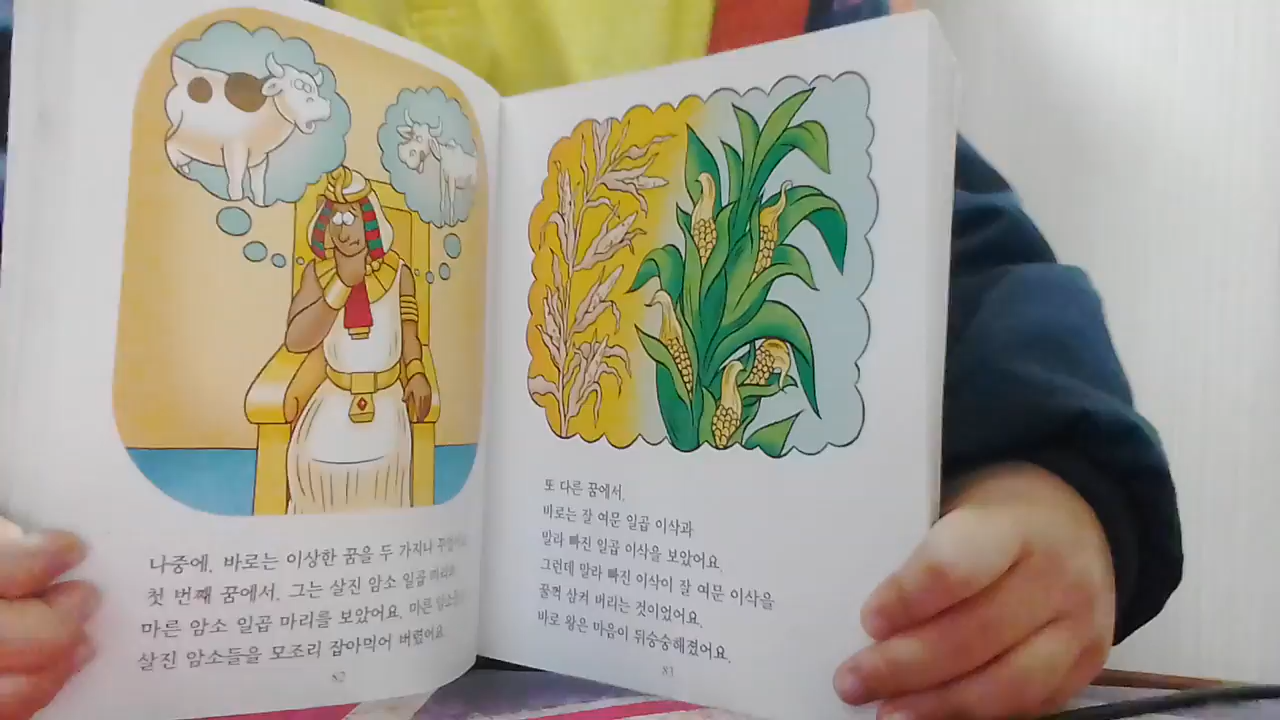 나중에, 바로는 이상한 꿈을 두 가지나
첫 번째 꿈에서, 그는 살진 암소 일곱 마리와
마른 암소 일곱 마리를 보았어요. 마른
살진 암소들을 모조리 잡아먹어 버렸어요.
82
또 다른 꿈에서,
바로는 잘 여문 일곱 이삭과
말라 빠진 일곱 이삭을 보았어요.
그런데 말라 빠진 이삭이 잘 여문 이삭을
꿀꺽 삼켜 버리는 것이었어요.
바로 왕은 마음이 뒤숭숭해졌어요.
83